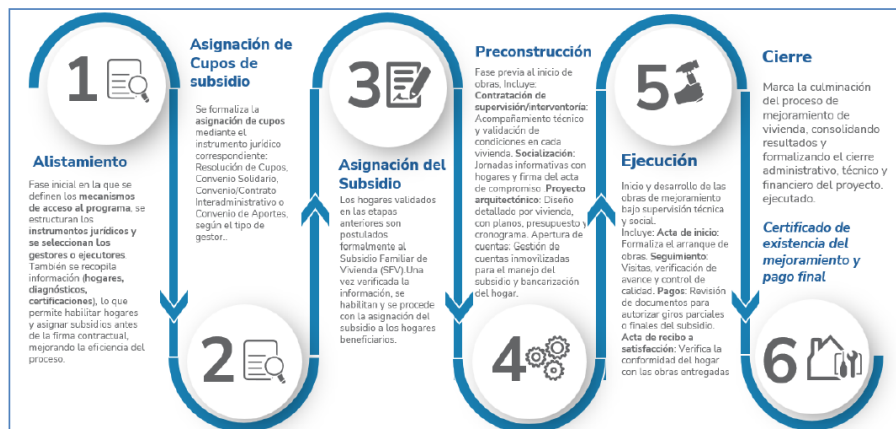 1
Alistamiento
Fase inicial en la que se
definen los mecanismos
de acceso al programa, se
estructuran los
instrumentos jurídicos y
se seleccionan los
gestores o ejecutores.
También se recopila
información (hogares,
diagnósticos,
certificaciones), lo que
permite habilitar hogares
y asignar subsidios antes
de la firma contractual,
mejorando la eficiencia del
proceso.
Asignación de
Cupos de
subsidio
Se formaliza la
asignación de cupos
mediante el
instrumento jurídico
correspondiente:
Resolución de Cupos,
Convenio Solidario,
Convenio/Contrato
Interadministrativo o
Convenio de Aportes,
según el tipo de
gestor..
2
3
Asignación del
Subsidio
Los hogares validados
en las etapas
anteriores son
postulados
formalmente al
Subsidio Familiar de
Vivienda (SFV).Una
vez verificada la
información, se
habilitan y se procede
con la asignación del
subsidio a los hogares
beneficiarios.
Preconstrucción
Fase previa al inicio de
obras, Incluye:
Contratación de
supervisión/interventoría:
Acompañamiento técnico
y validación de
condiciones en cada
vivienda. Socialización:
Jornadas informativas con
hogares y firma del acta
de compromiso .Proyecto
arquitectónico: Diseño
detallado por vivienda,
con planos, presupuesto y
cronograma. Apertura de
cuentas: Gestión de
cuentas inmovilizadas
para el manejo del
subsidio y bancarización
del hogar.
4
5
Ejecución
Inicio y desarrollo de las
obras de mejoramiento
bajo supervisión técnica
y social.
Incluye: Acta de inicio:
Formaliza el arranque de
obras. Seguimiento:
Visitas, verificación de
avance y control de
calidad. Pagos: Revisión
de documentos para
autorizar giros parciales
o finales del subsidio.
Acta de recibo a
satisfacción: Verifica la
conformidad del hogar
con las obras entregadas
Cierre
Marca la culminación
del proceso de
mejoramiento de
vivienda, consolidando
resultados y
formalizando el cierre
administrativo, técnico y
financiero del proyecto.
ejecutado.
Certificado de
existencia del
mejoramiento y
pago final
6